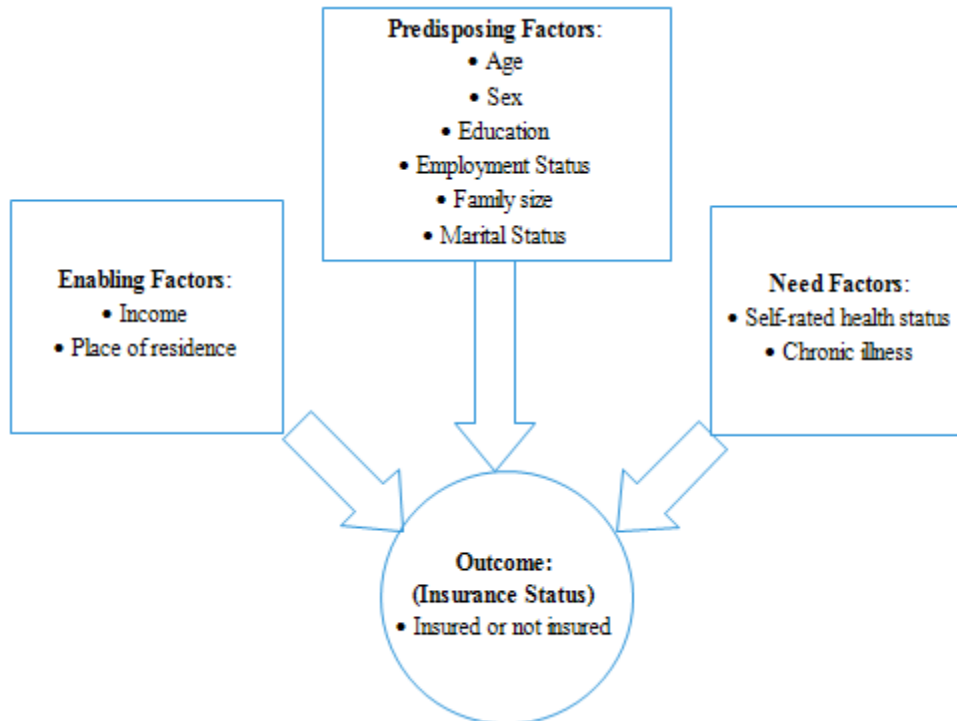 Predisposing Factors:
• Age
• Sex
• Education
• Employment Status
• Family size
• Marital Status
Enabling Factors:
• Income
• Place of residence
Need Factors:
• Self-rated health status
• Chronic illness
Outcome:
(Insurance Status)
• Insured or not insured